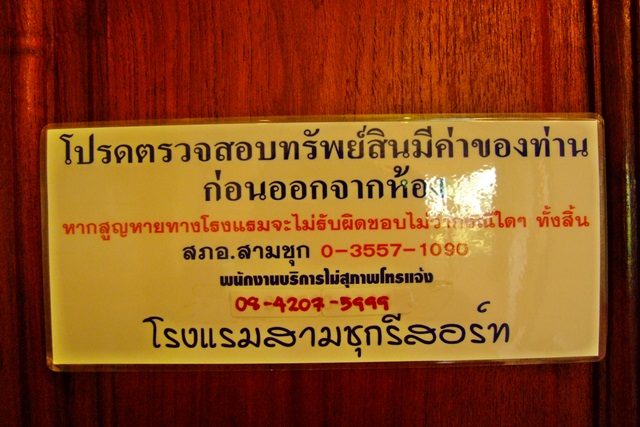 โปรดตรวจสอบทรัพย์สินมีค่าของท่าน
ก่อนออกจากห้อง
หากสูญหายทางโรงแรมจะไม่รับผิดชอบไม่ว่ากรณีใดๆ ทั้งสิ้น
สภอ.สามชุก 0-3557-1090
พนักงานบริการไม่สุภาพโทรแจ้ง
08-4207-5999
โรงแรมสามชุกรีสอร์ท